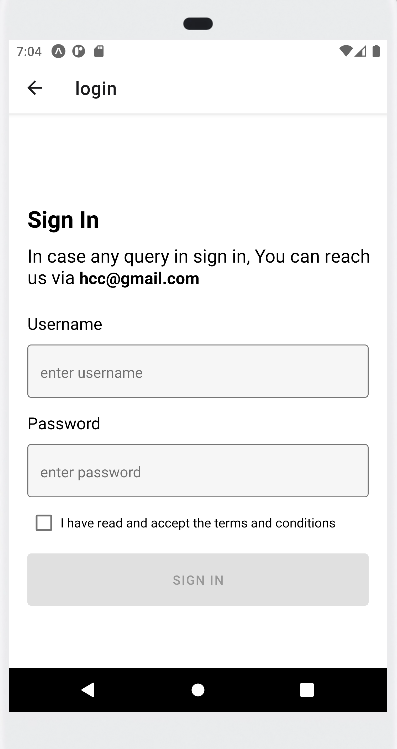 7:04
login
Sign In
In case any query in sign in, You can reach
us via hcc@gmail.com
Username
enter username
Password
enter password
I have read and accept the terms and conditions
SIGN IN